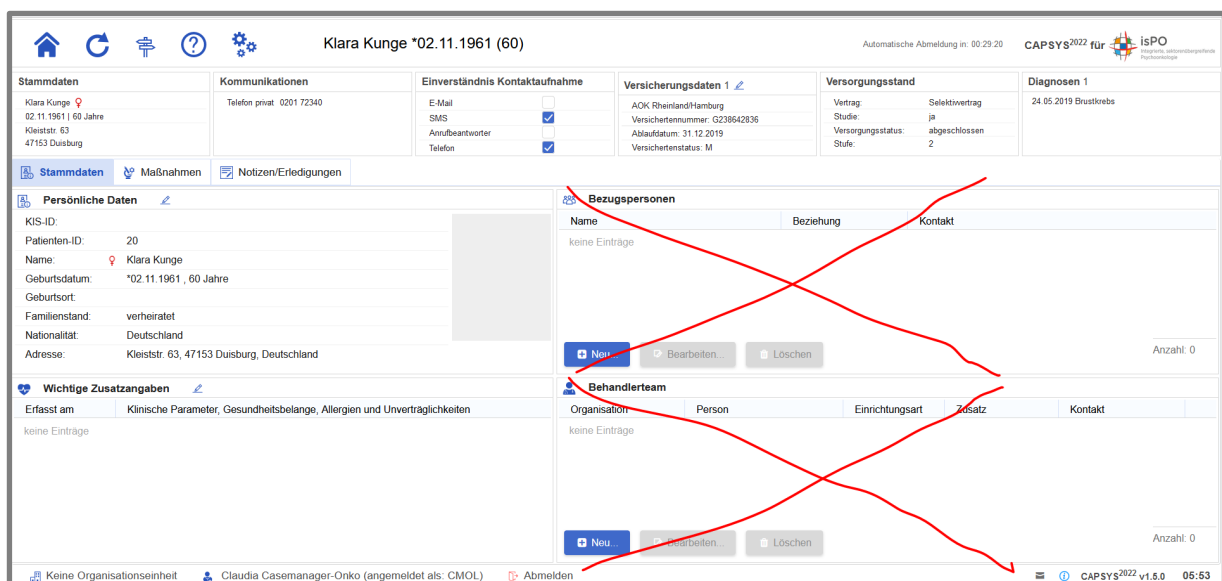 Klara Kunge *02.11.1961 (60)
Automatische Abmeldung in: 00:29:20
CAPSYS2022 für
isPO
Integrierte, sektorenübergreifende
Psychoonkologie
Stammdaten
Klara Kunge ♀
02.11.1961 | 60 Jahre
Kleiststr. 63
47153 Duisburg
Kommunikationen
Telefon privat 0201 72340
Einverständnis Kontaktaufnahme
E-Mail
SMS
Anrufbeantworter
Telefon
Versicherungsdaten 1
AOK Rheinland/Hamburg
Versichertennummer: G238642836
Ablaufdatum: 31.12.2019
Versichertenstatus: M
Versorgungsstand
Vertrag: Selektivvertrag
Studie: ja
Versorgungsstatus: abgeschlossen
Stufe: 2
Diagnosen 1
24.05.2019 Brustkrebs
Stammdaten Maßnahmen Notizen/Erledigungen
Persönliche Daten
KIS-ID:
Patienten-ID: 20
Name: ♀ Klara Kunge
Geburtsdatum: *02.11.1961 , 60 Jahre
Geburtsort:
Familienstand: verheiratet
Nationalität: Deutschland
Adresse: Kleiststr. 63, 47153 Duisburg, Deutschland
Bezugspersonen
Name Beziehung Kontakt
keine Einträge
Neu... Bearbeiten... Löschen
Anzahl: 0
Wichtige Zusatzangaben
Erfasst am Klinische Parameter, Gesundheitsbelange, Allergien und Unverträglichkeiten
keine Einträge
Behandlerteam
Organisation Person Einrichtungsart Zusatz Kontakt
keine Einträge
Neu... Bearbeiten... Löschen
Anzahl: 0
Keine Organisationseinheit Claudia Casemanager-Onko (angemeldet als: CMOL) Abmelden
CAPSYS2022 v1.5.0 05:53